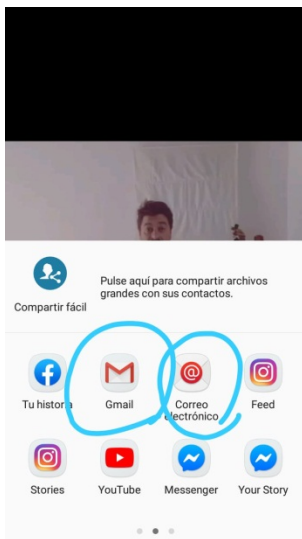 Pulse aquí para compartir archivos
grandes con sus contactos.
Compartir fácil
Tu historia
Gmail
Correo
electrónico
Feed
Stories
YouTube
Messenger
Your Story